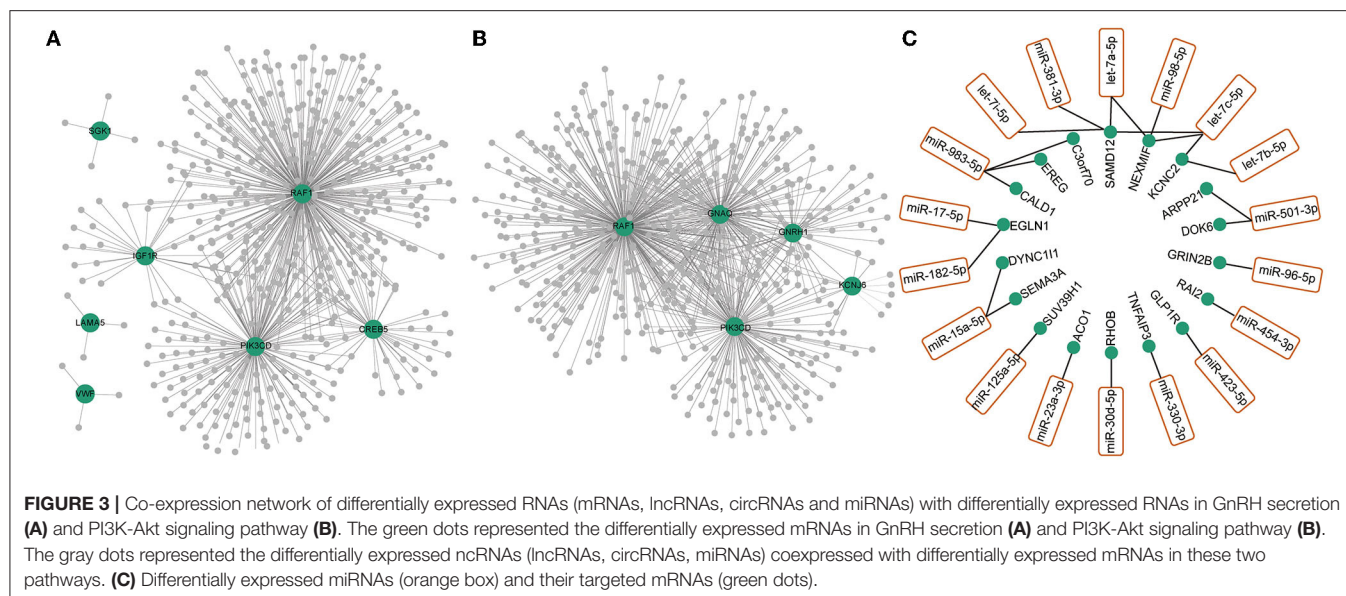 A
B
C
SGK1
RAF1
IGF1R
LAMA5
VWF
PIK3CD
CREB5
RAF1
GNAQ
GNRH1
KCNJ6
PIK3CD
let-7a-5p
miR-381-3p
miR-98-5p
let-7i-5p
let-7c-5p
miR-983-5p
let-7b-5p
miR-17-5p
miR-501-3p
miR-182-5p
miR-96-5p
miR-15a-5p
miR-454-3p
miR-125a-5p
miR-423-5p
miR-23a-3p
miR-30d-5p
miR-330-3p
C3orf70
SAMD12
NEXMIF
KCNC2
EREG
CALD1
ARPP21
EGLN1
DOK6
DYNC1I1
GRIN2B
SEMA3A
RAI2
SUV39H1
GLP1R
ACO1
RHOB
TNFAIP3
FIGURE 3 | Co-expression network of differentially expressed RNAs (mRNAs, lncRNAs, circRNAs and miRNAs) with differentially expressed RNAs in GnRH secretion
(A) and PI3K-Akt signaling pathway (B). The green dots represented the differentially expressed mRNAs in GnRH secretion (A) and PI3K-Akt signaling pathway (B).
The gray dots represented the differentially expressed ncRNAs (lncRNAs, circRNAs, miRNAs) coexpressed with differentially expressed mRNAs in these two
pathways. (C) Differentially expressed miRNAs (orange box) and their targeted mRNAs (green dots).